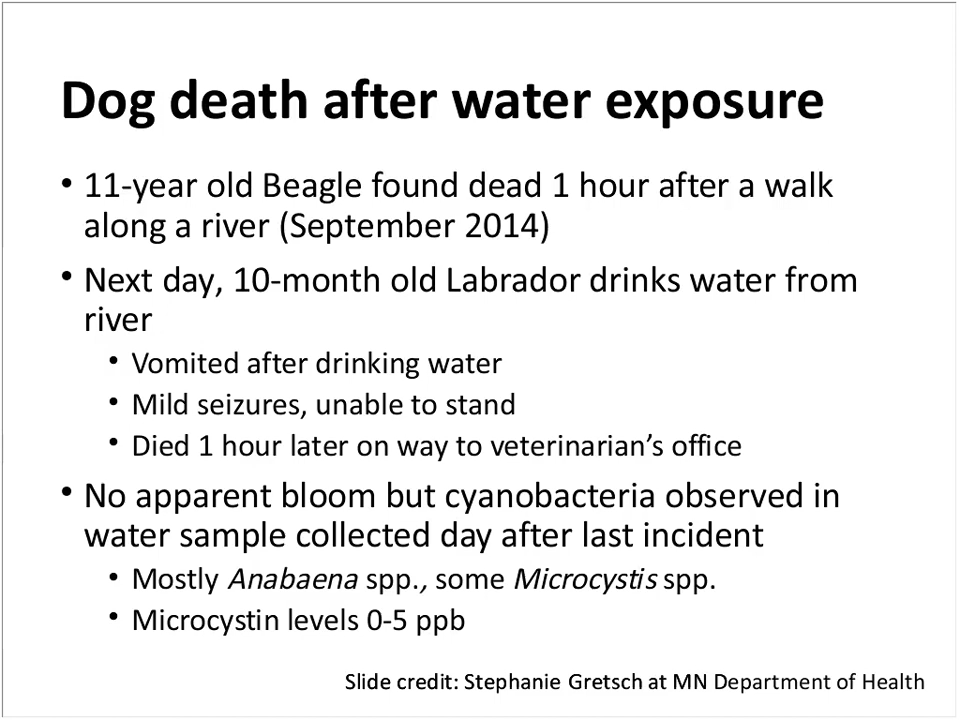 Dog death after water exposure
• 11-year old Beagle found dead 1 hour after a walk
along a river (September 2014)
• Next day, 10-month old Labrador drinks water from
river
• Vomited after drinking water
• Mild seizures, unable to stand
• Died 1 hour later on way to veterinarian’s office
• No apparent bloom but cyanobacteria observed in
water sample collected day after last incident
• Mostly Anabaena spp., some Microcystis spp.
• Microcystin levels 0-5 ppb
Slide credit: Stephanie Gretsch at MN Department of Health